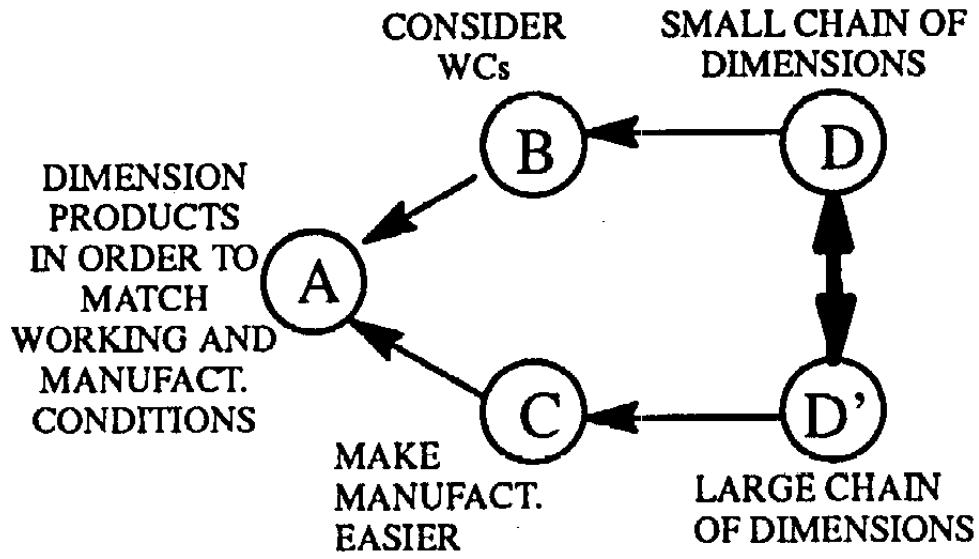 CONSIDER
WCs
SMALL CHAIN OF
DIMENSIONS
B
D
DIMENSION
PRODUCTS
IN ORDER TO
MATCH
WORKING AND
MANUFACT.
CONDITIONS
A
C
D’
MAKE
MANUFACT.
EASIER
LARGE CHAIN
OF DIMENSIONS